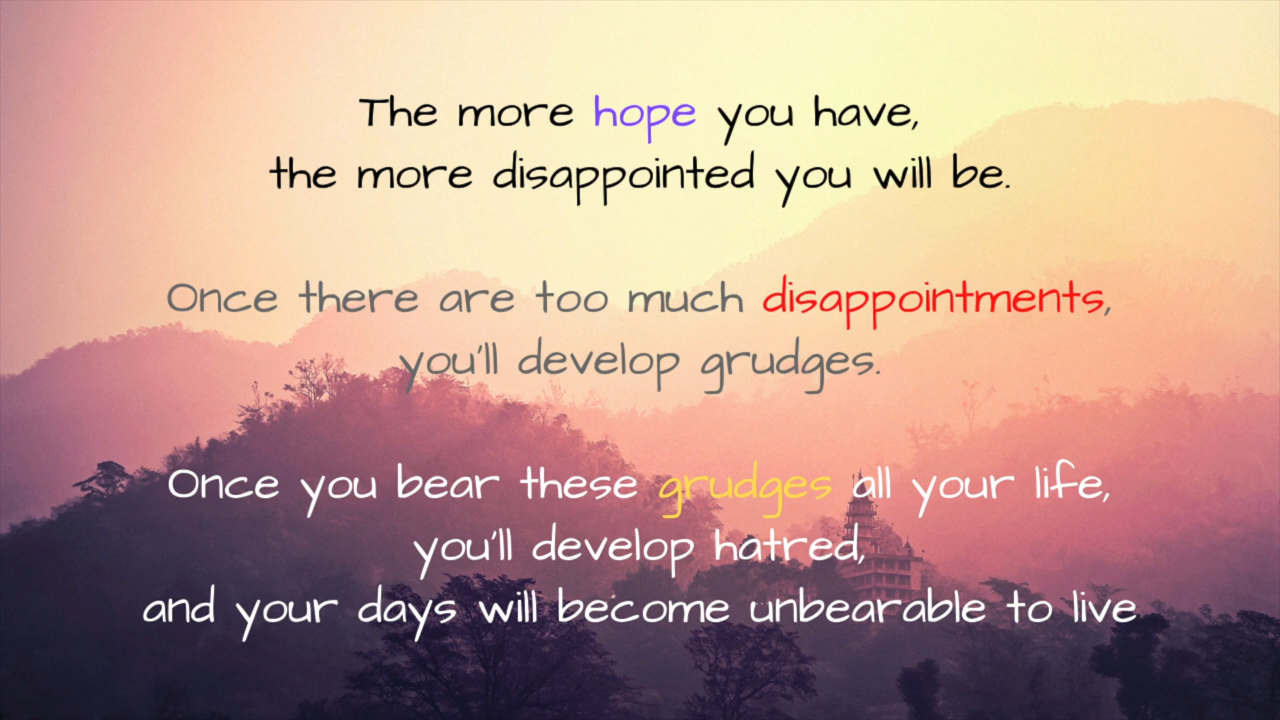 The more hope you have,
the more disappointed you will be.
Once there are too much disappointments,
you'll develop grudges.
Once you bear these grudges all your life,
you'll develop hatred,
and your days will become unbearable to live